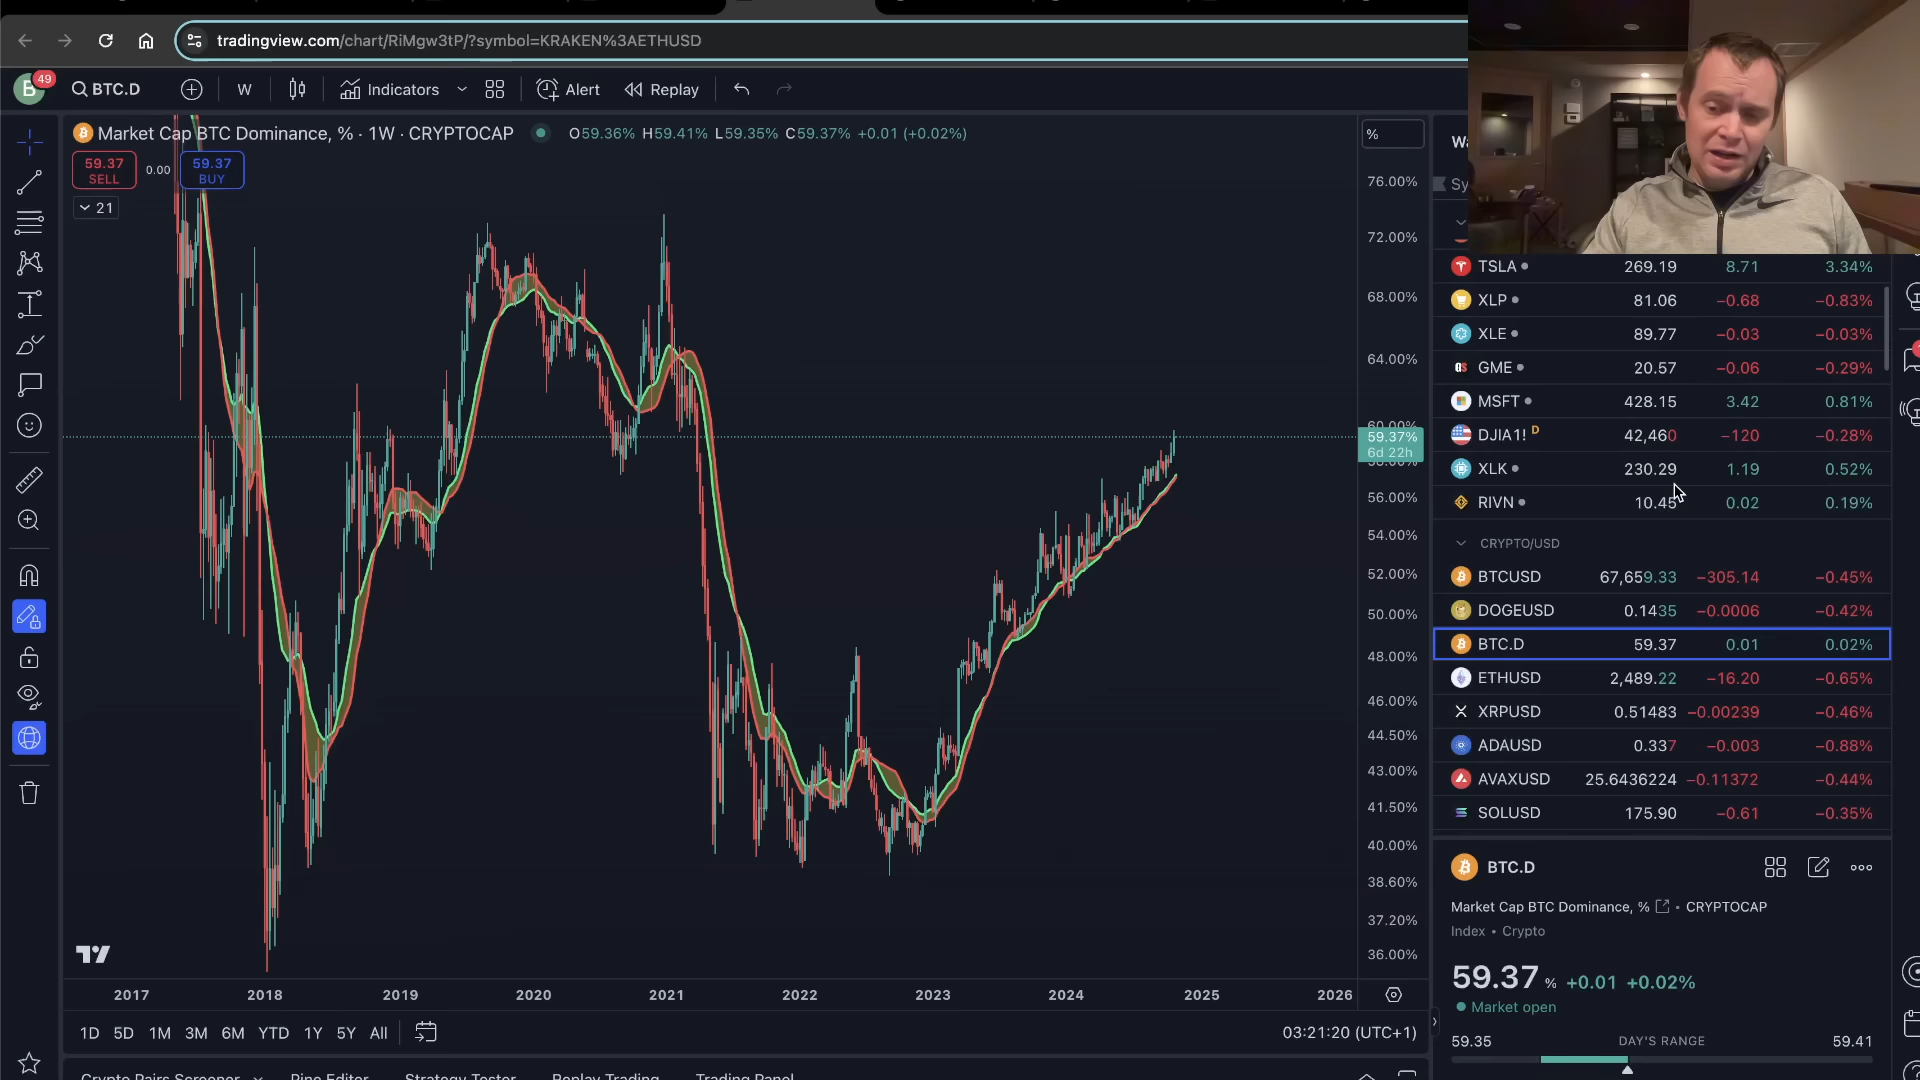 tradingview.com/chart/RiMgw3tP/?symbol=KRAKEN%3AETHUSD
B 49 BTC.D W Indicators Alert Replay
Market Cap BTC Dominance, % · 1W · CRYPTOCAP O59.36% H59.41% L59.35% C59.37% +0.01 (+0.02%)
59.37 SELL 0.00 59.37 BUY
21
%
76.00%
72.00%
68.00%
64.00%
60.00%
59.37%
6d 22h
56.00%
54.00%
52.00%
50.00%
48.00%
46.00%
44.50%
43.00%
41.50%
40.00%
38.60%
37.20%
36.00%
2017 2018 2019 2020 2021 2022 2023 2024 2025 2026
1D 5D 1M 3M 6M YTD 1Y 5Y All 03:21:20 (UTC+1)
Crypto Pairs Screener Pine Editor Strategy Tester Replay Trading Trading Panel
TSLA 269.19 8.71 3.34%
XLP 81.06 −0.68 −0.83%
XLE 89.77 −0.03 −0.03%
GME 20.57 −0.06 −0.29%
MSFT 428.15 3.42 0.81%
DJIA1! D 42,460 −120 −0.28%
XLK 230.29 1.19 0.52%
RIVN 10.45 0.02 0.19%
CRYPTO/USD
BTCUSD 67,659.33 −305.14 −0.45%
DOGEUSD 0.1435 −0.0006 −0.42%
BTC.D 59.37 0.01 0.02%
ETHUSD 2,489.22 −16.20 −0.65%
XRPUSD 0.51483 −0.00239 −0.46%
ADAUSD 0.337 −0.003 −0.88%
AVAXUSD 25.6436224 −0.11372 −0.44%
SOLUSD 175.90 −0.61 −0.35%
BTC.D
Market Cap BTC Dominance, % • CRYPTOCAP
Index • Crypto
59.37 % +0.01 +0.02%
Market open
59.35 DAY'S RANGE 59.41